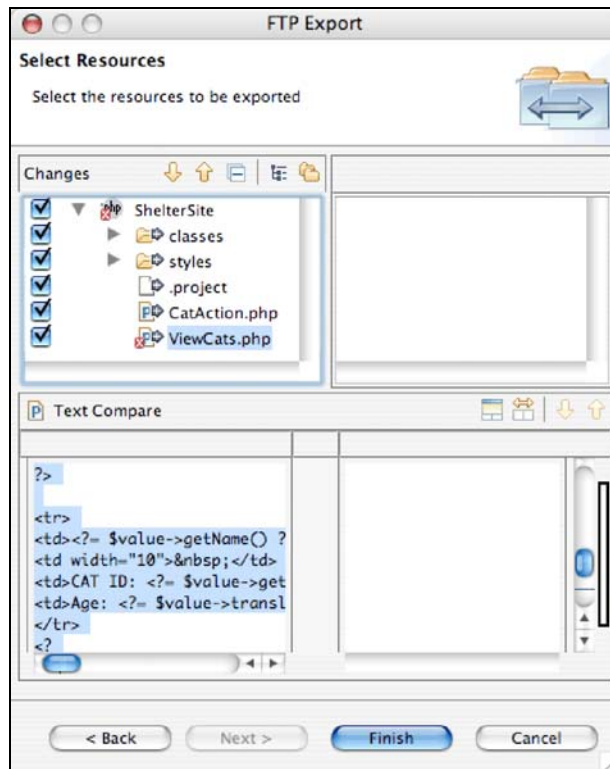 FTP Export
Select Resources
Select the resources to be exported
Changes
php ShelterSite
classes
styles
.project
P CatAction.php
P ViewCats.php
P Text Compare
?>
<tr>
<td><?= $value->getName() ?
<td width="10">&nbsp;</td>
<td>CAT ID: <?= $value->get
<td>Age: <?= $value->transl
</tr>
<?
< Back
Next >
Finish
Cancel